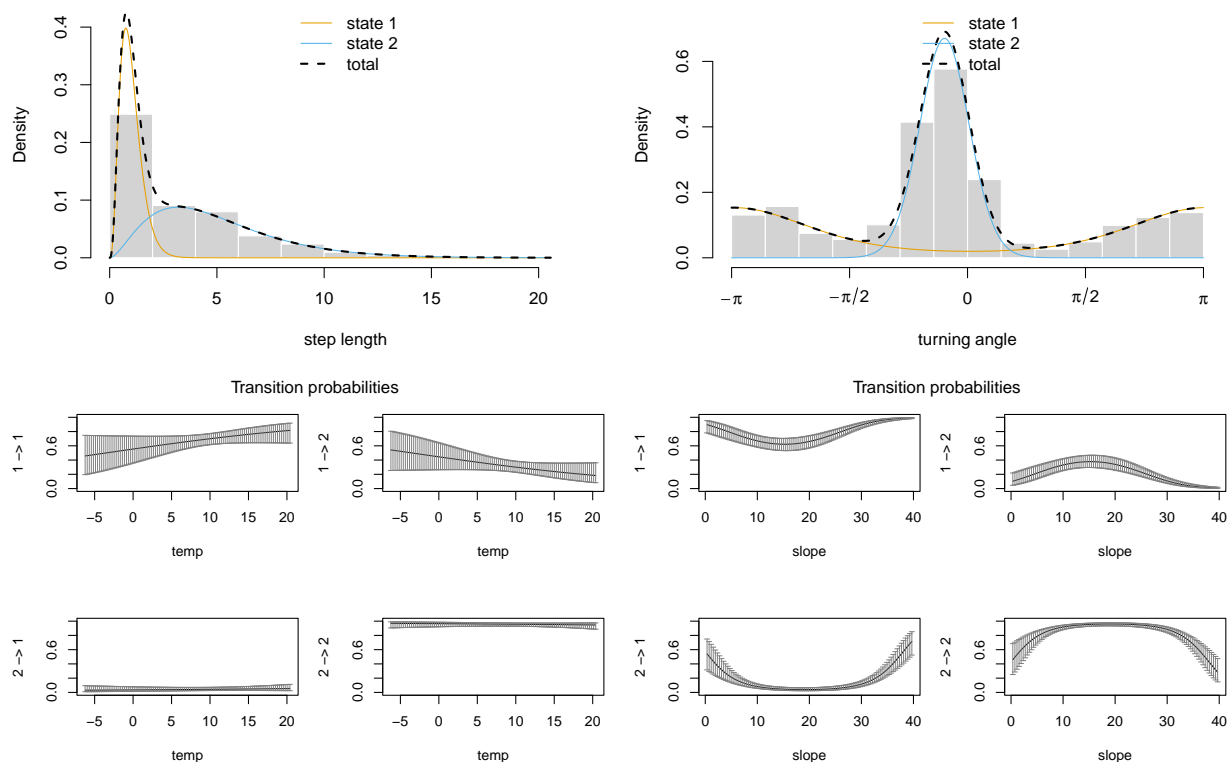 state 1
state 2
total
Density
0.0 0.1 0.2 0.3 0.4
0 5 10 15 20
step length
state 1
state 2
total
Density
0.0 0.2 0.4 0.6
−π −π/2 0 π/2 π
turning angle
Transition probabilities
Transition probabilities
1 −> 1
0.0 0.6
−5 0 5 10 15 20
temp
1 −> 2
0.0 0.6
−5 0 5 10 15 20
temp
1 −> 1
0.0 0.6
0 10 20 30 40
slope
1 −> 2
0.0 0.6
0 10 20 30 40
slope
2 −> 1
0.0 0.6
−5 0 5 10 15 20
temp
2 −> 2
0.0 0.6
−5 0 5 10 15 20
temp
2 −> 1
0.0 0.6
0 10 20 30 40
slope
2 −> 2
0.0 0.6
0 10 20 30 40
slope